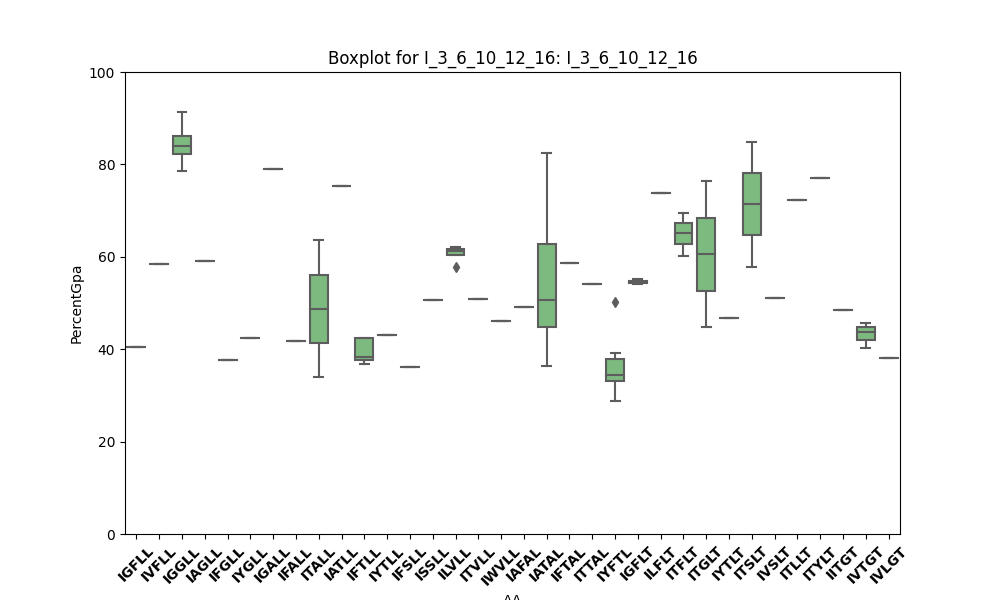 Boxplot for I_3_6_10_12_16: I_3_6_10_12_16
PercentGpa
100
80
60
40
20
0
IGFLL
IVFLL
IGGLL
IAGLL
IFGLL
IYGLL
IGALL
IFALL
ITALL
IATLL
IFTLL
IYTLL
IFSLL
ISSLL
ILVLL
ITVLL
IWVLL
IAFAL
IATAL
IFTAL
ITTAL
IYFTL
IGFLT
ILFLT
ITFLT
ITGLT
IYTLT
ITSLT
IVSLT
ITLLT
ITYLT
IITGT
IVTGT
IVLGT